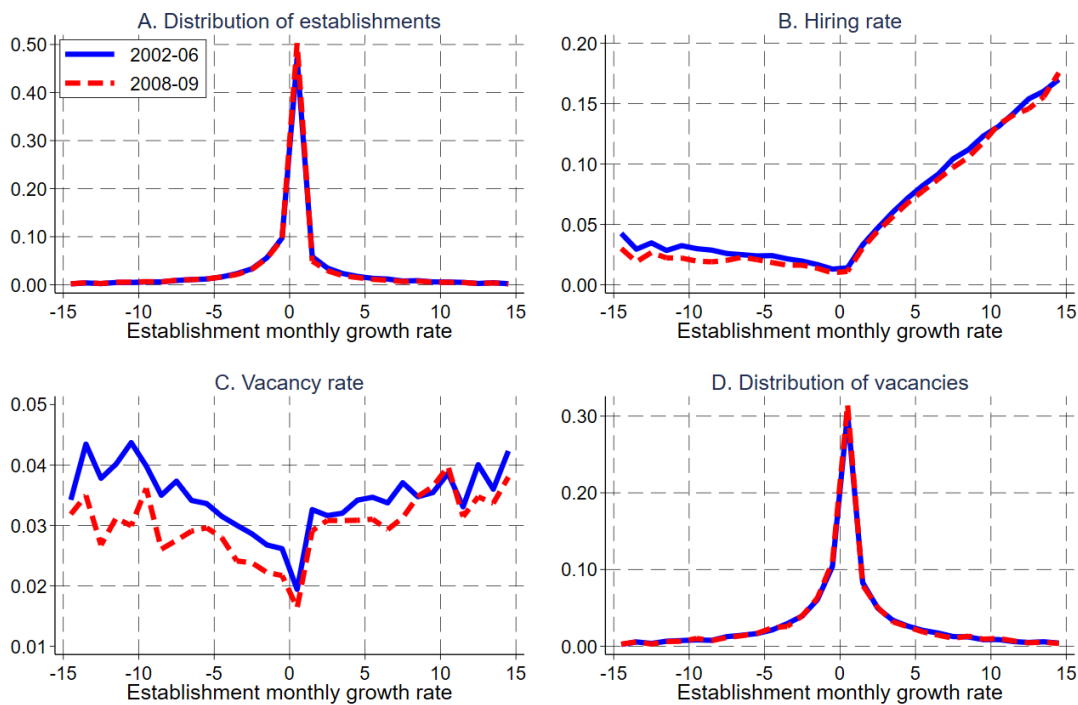 A. Distribution of establishments
0.50
0.40
0.30
0.20
0.10
0.00
2002-06
2008-09
-15 -10 -5 0 5 10 15
Establishment monthly growth rate
B. Hiring rate
0.20
0.15
0.10
0.05
0.00
-15 -10 -5 0 5 10 15
Establishment monthly growth rate
C. Vacancy rate
0.05
0.04
0.03
0.02
0.01
-15 -10 -5 0 5 10 15
Establishment monthly growth rate
D. Distribution of vacancies
0.30
0.20
0.10
0.00
-15 -10 -5 0 5 10 15
Establishment monthly growth rate